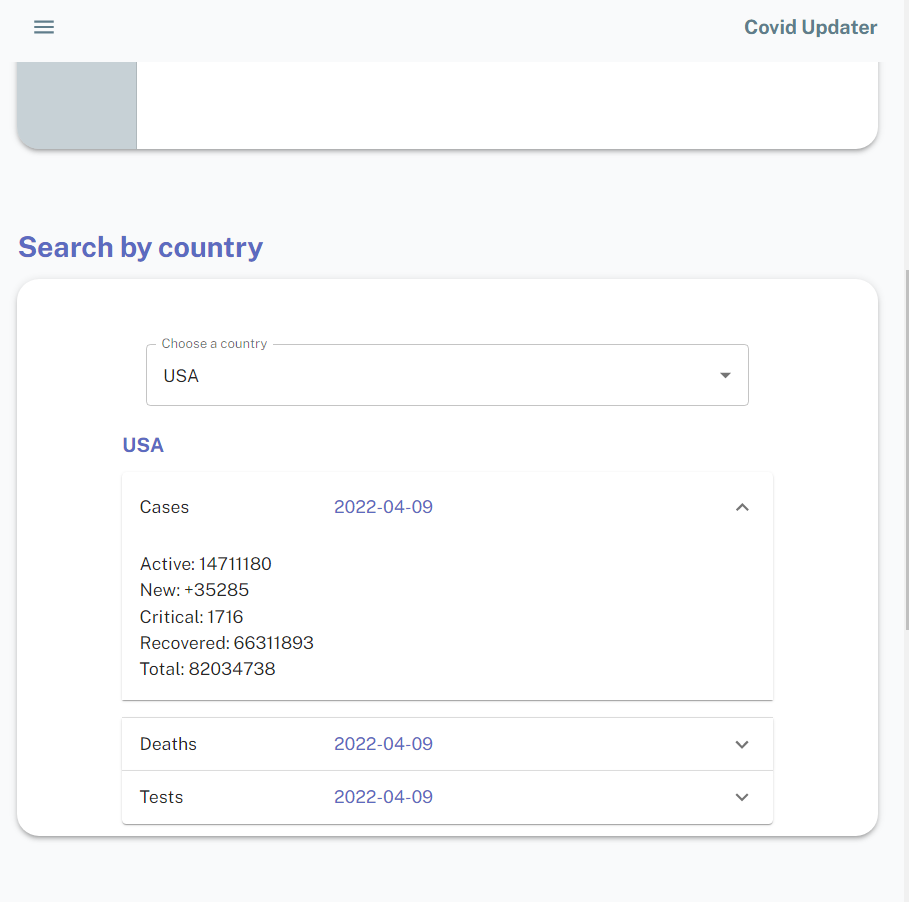 Covid Updater
Search by country
Choose a country
USA
USA
Cases 2022-04-09
Active: 14711180
New: +35285
Critical: 1716
Recovered: 66311893
Total: 82034738
Deaths 2022-04-09
Tests 2022-04-09